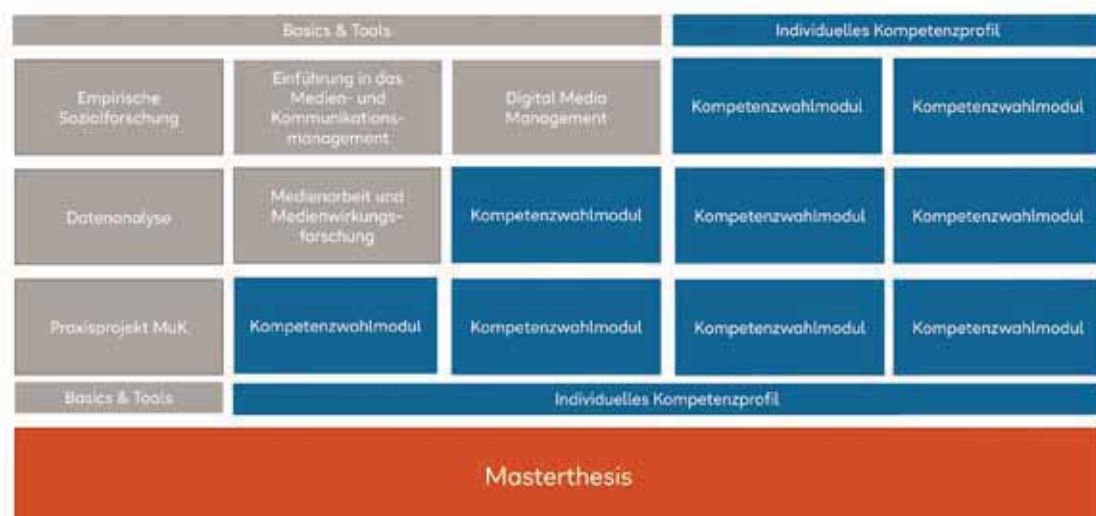 Basics & Tools
Individuelles Kompetenzprofil
Empirische
Sozialforschung
Einführung in das
Medien- und
Kommunikations-
management
Digital Media
Management
Kompetenzwahlmodul
Kompetenzwahlmodul
Datenanalyse
Medienarbeit und
Medienwirkungs-
forschung
Kompetenzwahlmodul
Kompetenzwahlmodul
Kompetenzwahlmodul
Praxisprojekt MuK
Kompetenzwahlmodul
Kompetenzwahlmodul
Kompetenzwahlmodul
Kompetenzwahlmodul
Basics & Tools
Individuelles Kompetenzprofil
Masterthesis